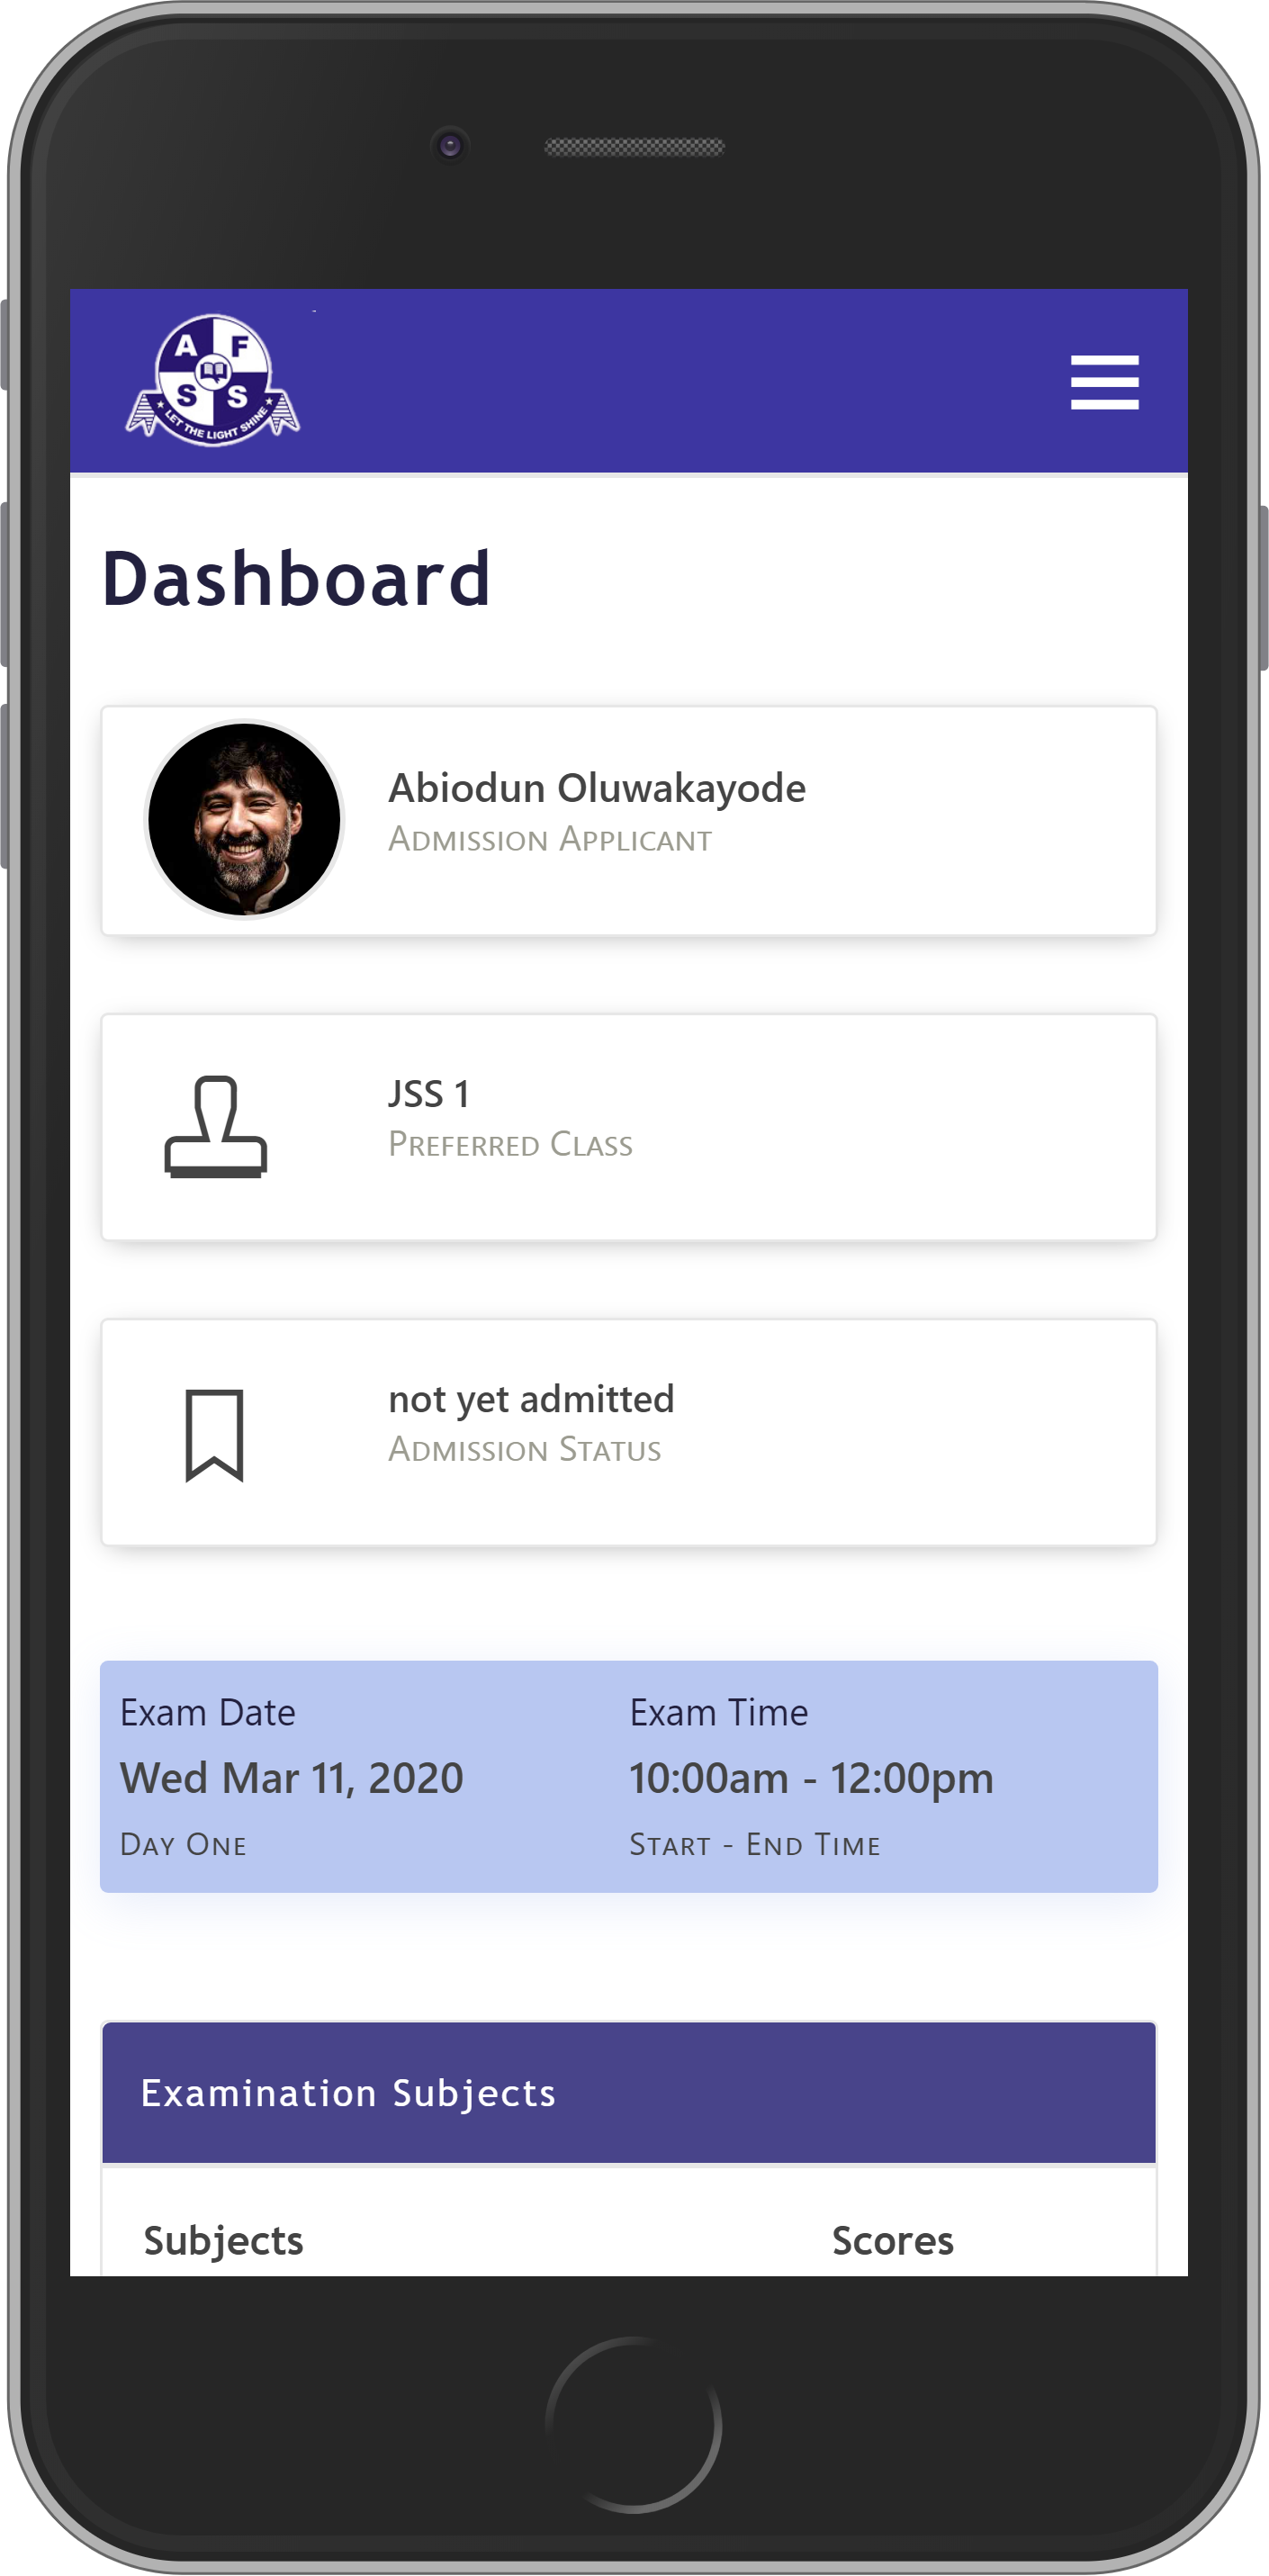 A F
S S
LET THE LIGHT SHINE
Dashboard
Abiodun Oluwakayode
Admission Applicant
JSS 1
Preferred Class
not yet admitted
Admission Status
Exam Date
Wed Mar 11, 2020
Day One
Exam Time
10:00am - 12:00pm
Start - End Time
Examination Subjects
Subjects Scores